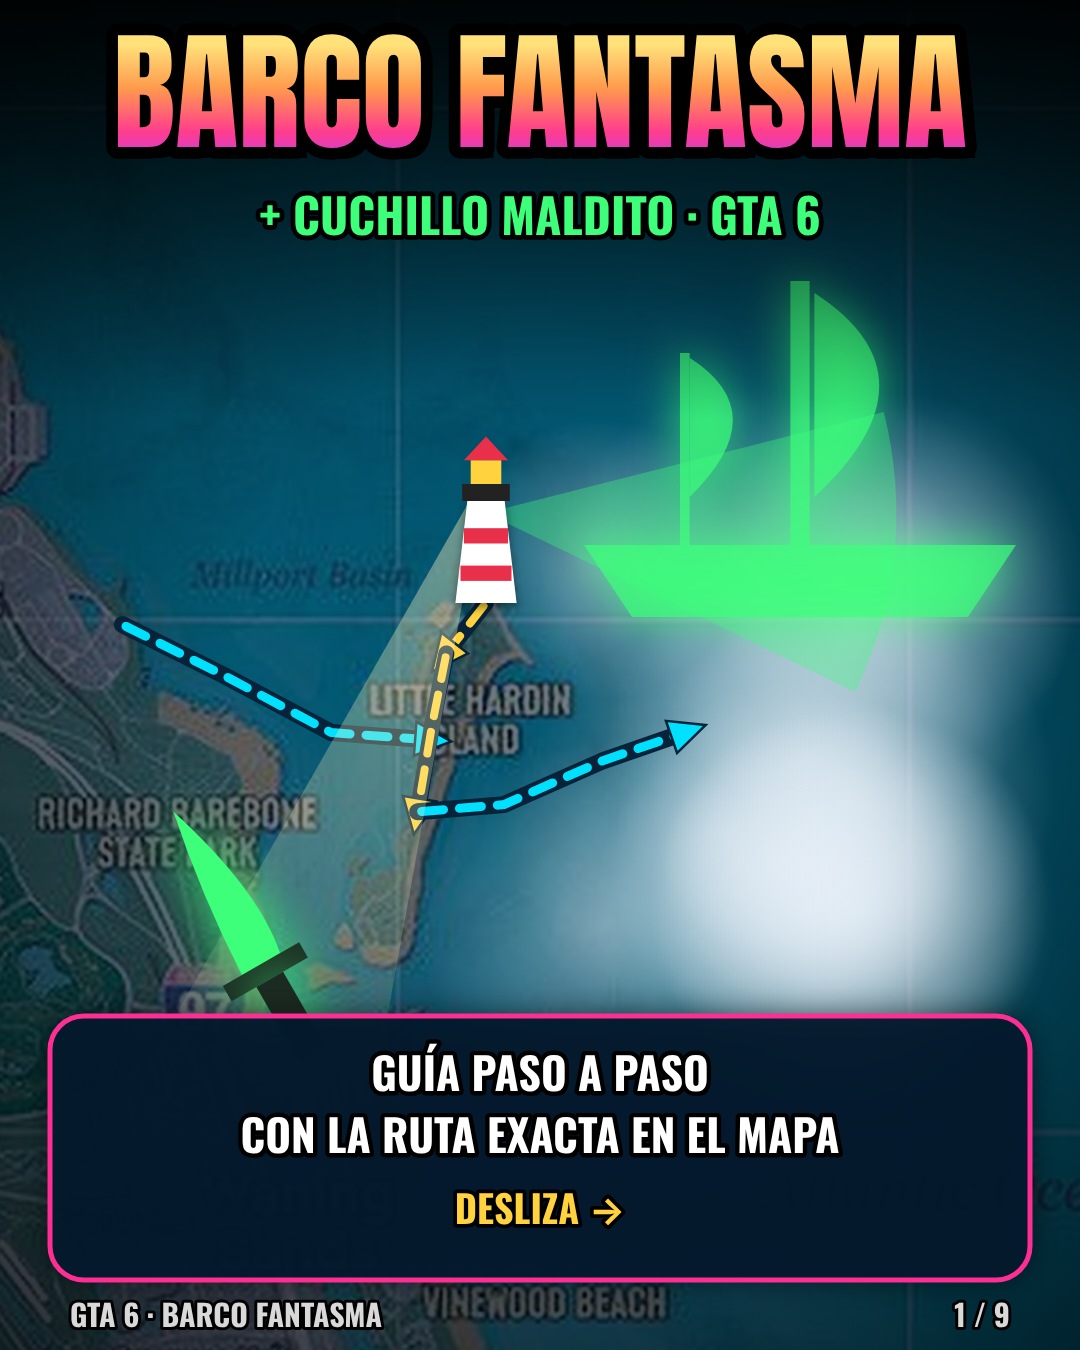 BARCO FANTASMA
+ CUCHILLO MALDITO · GTA 6
Millport Basin
LITTLE HARDIN
ISLAND
RICHARD BAREBONE
STATE PARK
97
GUÍA PASO A PASO
CON LA RUTA EXACTA EN EL MAPA
DESLIZA →
VINEWOOD BEACH
GTA 6 · BARCO FANTASMA
1 / 9